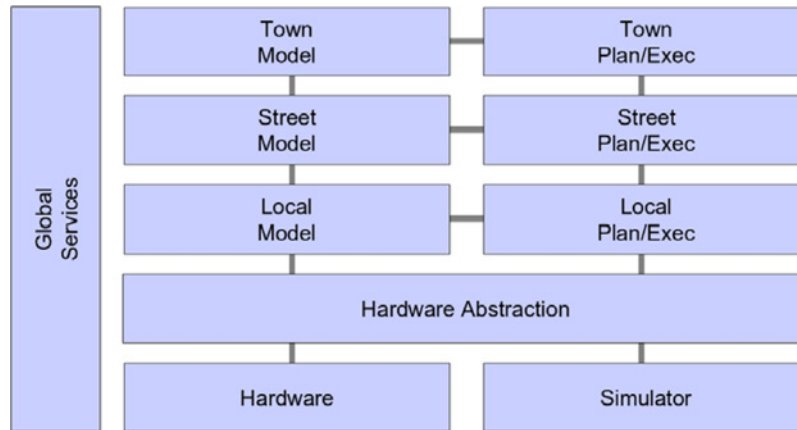 Global
Services
Town
Model
Town
Plan/Exec
Street
Model
Street
Plan/Exec
Local
Model
Local
Plan/Exec
Hardware Abstraction
Hardware
Simulator